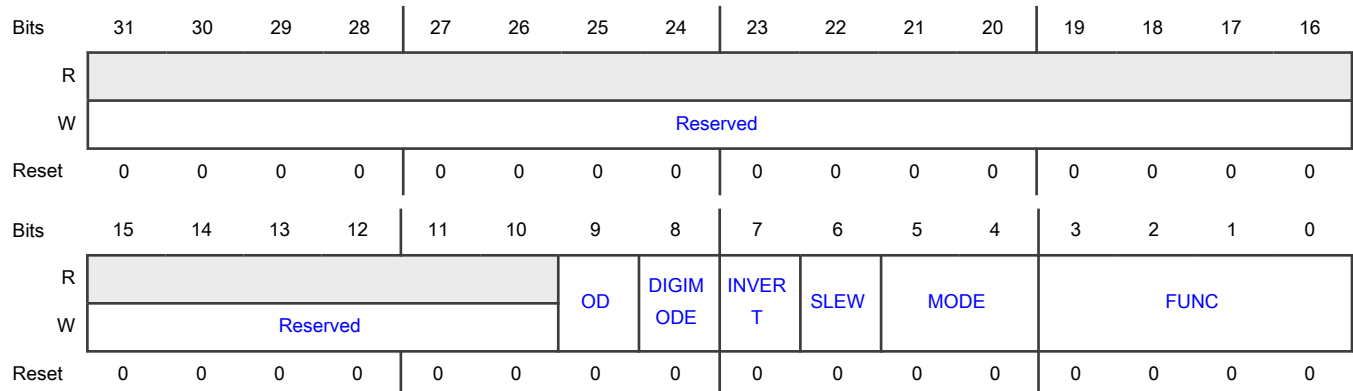 Bits 31 30 29 28 27 26 25 24 23 22 21 20 19 18 17 16
R
W Reserved
Reset 0 0 0 0 0 0 0 0 0 0 0 0 0 0 0 0
Bits 15 14 13 12 11 10 9 8 7 6 5 4 3 2 1 0
R OD DIGIM INVER SLEW MODE FUNC
W Reserved ODE T
Reset 0 0 0 0 0 0 0 0 0 0 0 0 0 0 0 0